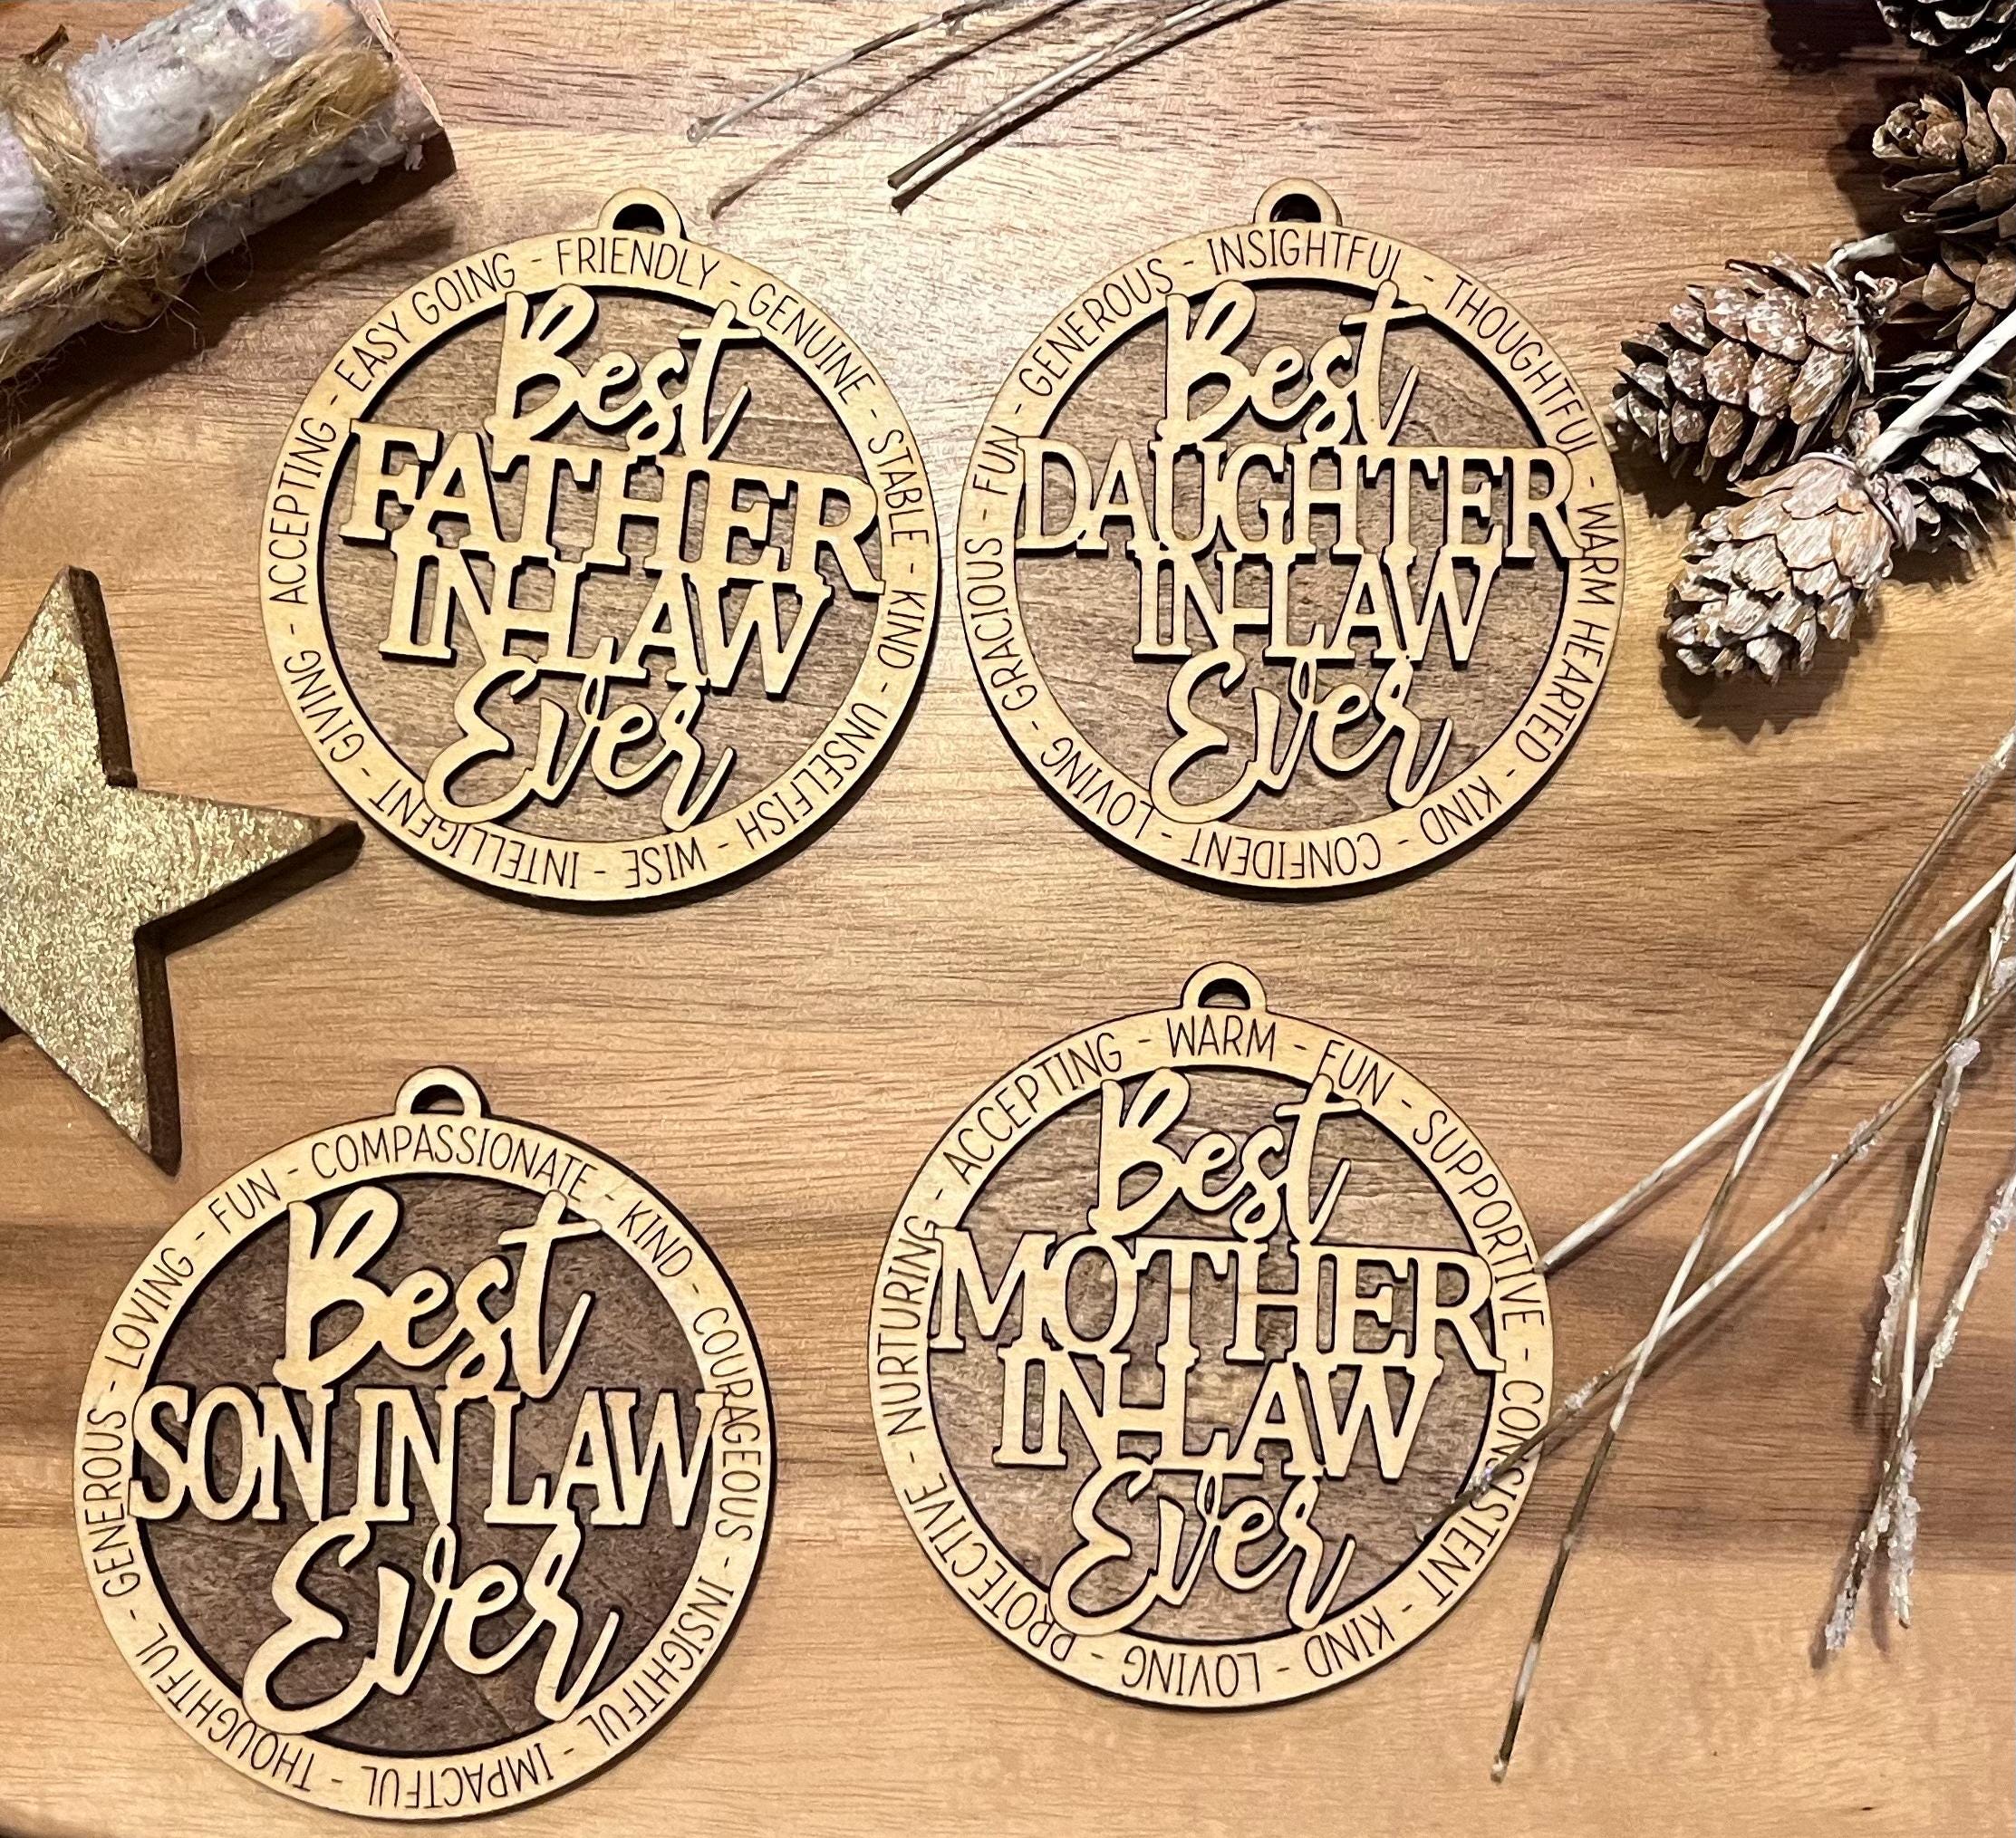 FRIENDLY - GENUINE - STABLE - KIND - UNSELFISH - WISE - INTELLIGENT - GIVING - ACCEPTING - EASY GOING -
Best
FATHER
IN-LAW
Ever
INSIGHTFUL - THOUGHTFUL - WARM HEARTED - KIND - CONFIDENT - LOVING - GRACIOUS - FUN - GENEROUS -
Best
DAUGHTER
IN-LAW
Ever
COMPASSIONATE - KIND - COURAGEOUS - INSIGHTFUL - IMPACTFUL - THOUGHTFUL - GENEROUS - LOVING - FUN -
Best
SON IN LAW
Ever
WARM - FUN - SUPPORTIVE - CONSISTENT - KIND - LOVING - PROTECTIVE - NURTURING - ACCEPTING -
Best
MOTHER
IN-LAW
Ever